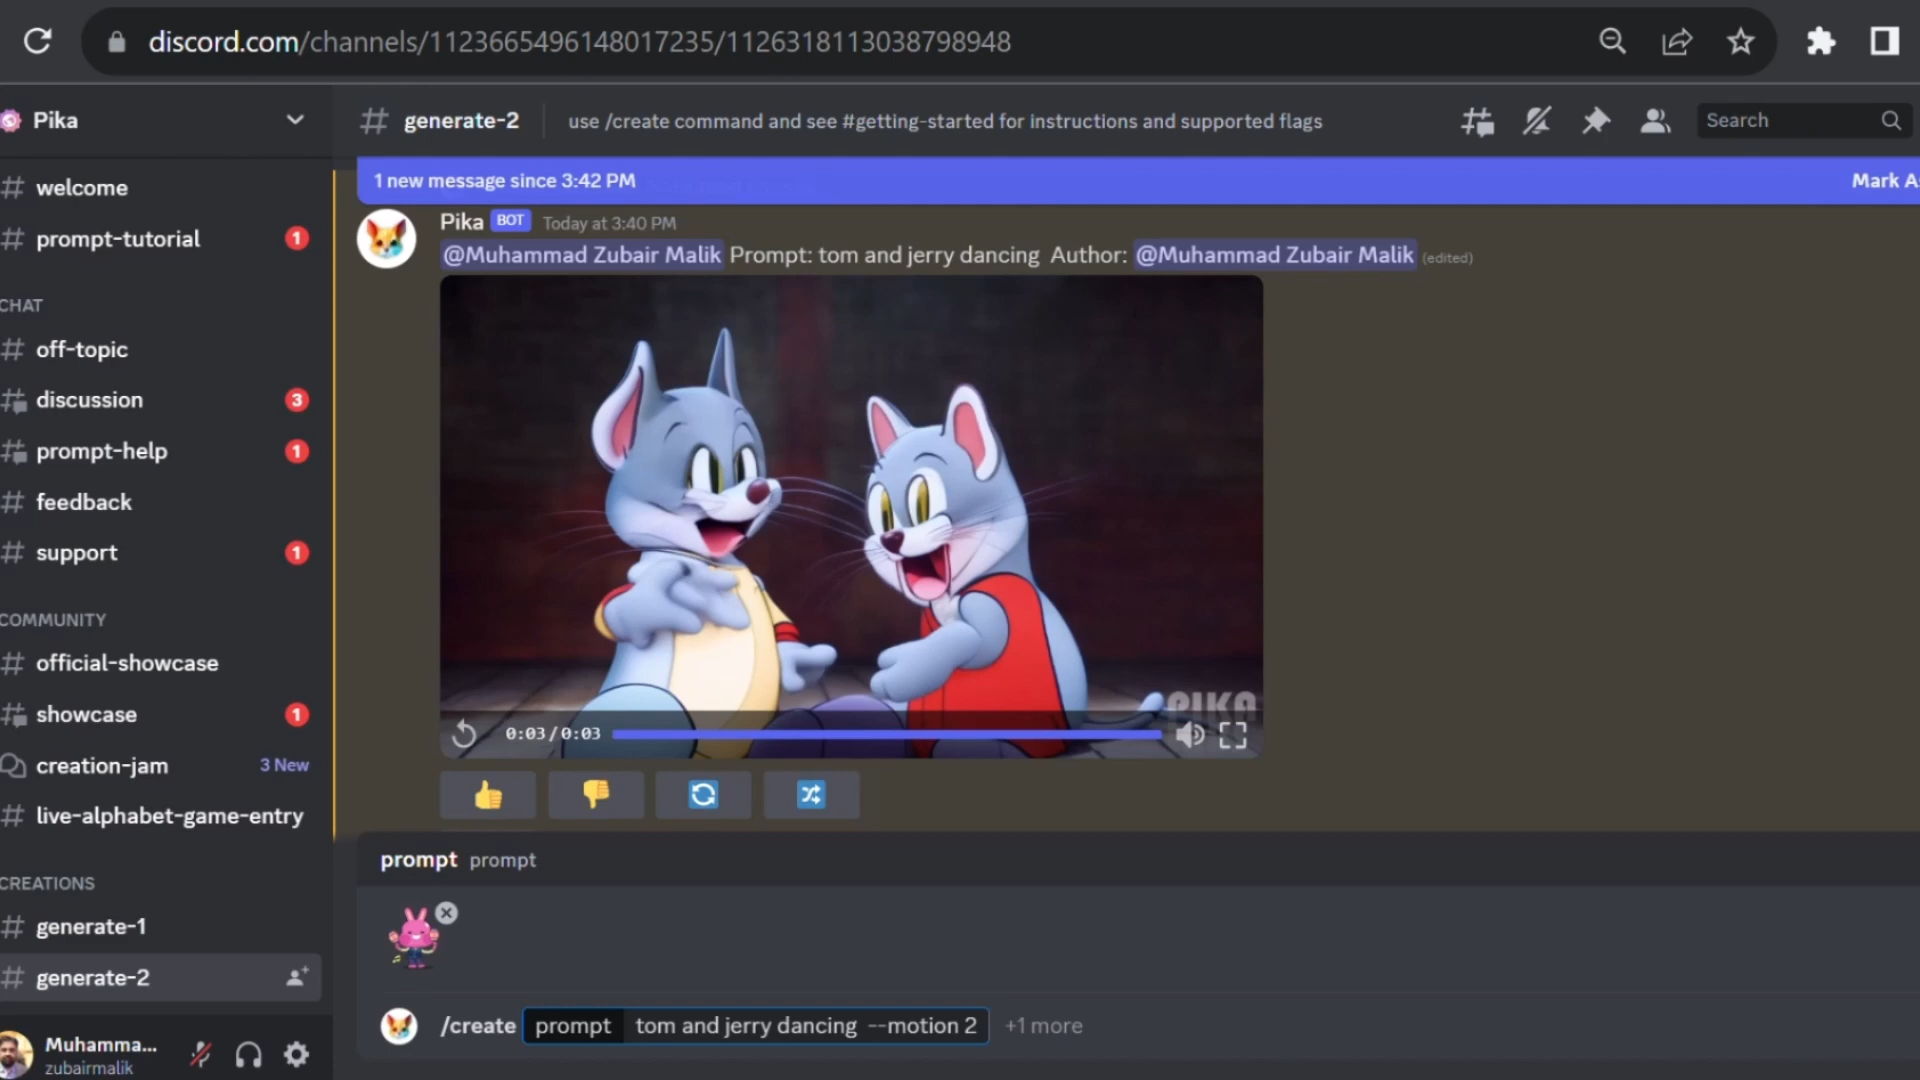 discord.com/channels/1123665496148017235/1126318113038798948
Pika
# generate-2
use /create command and see #getting-started for instructions and supported flags
Search
welcome
prompt-tutorial 1
CHAT
off-topic
discussion 3
prompt-help 1
feedback
support 1
COMMUNITY
official-showcase
showcase 1
creation-jam 3 New
live-alphabet-game-entry
CREATIONS
generate-1
generate-2
Muhamma...
zubairmalik
1 new message since 3:42 PM
Mark As
Pika BOT Today at 3:40 PM
@Muhammad Zubair Malik Prompt: tom and jerry dancing Author: @Muhammad Zubair Malik (edited)
PIKA
0:03/0:03
prompt prompt
/create prompt tom and jerry dancing --motion 2 +1 more